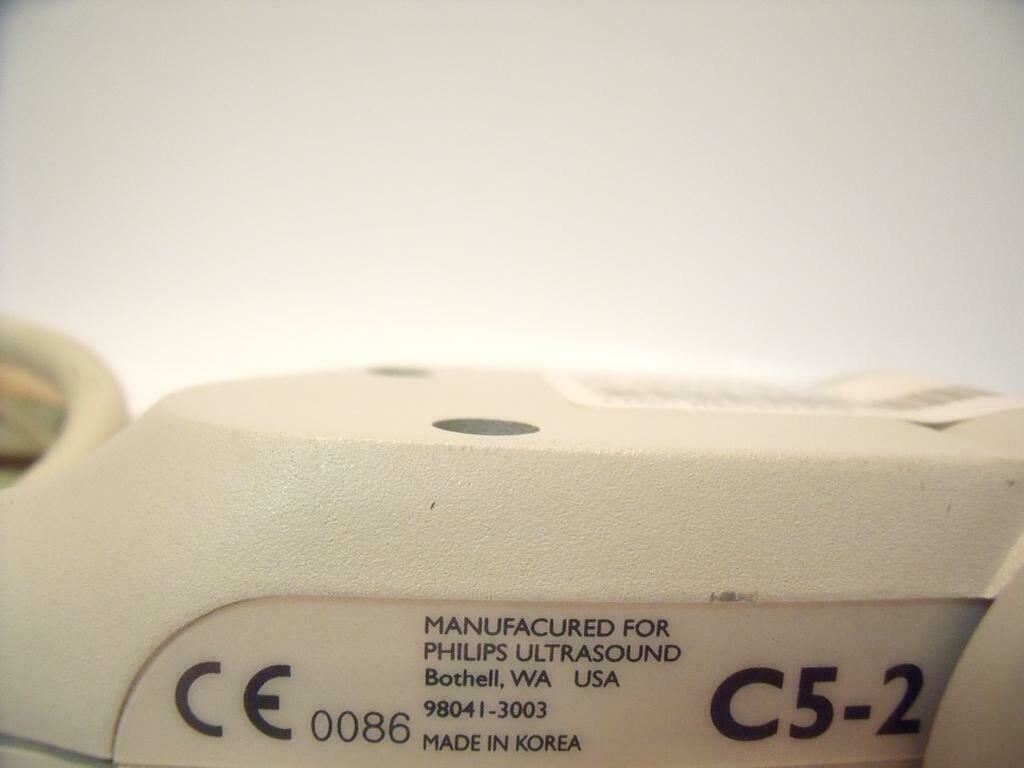 MANUFACURED FOR
PHILIPS ULTRASOUND
Bothell, WA USA
98041-3003
MADE IN KOREA
CE 0086
C5-2